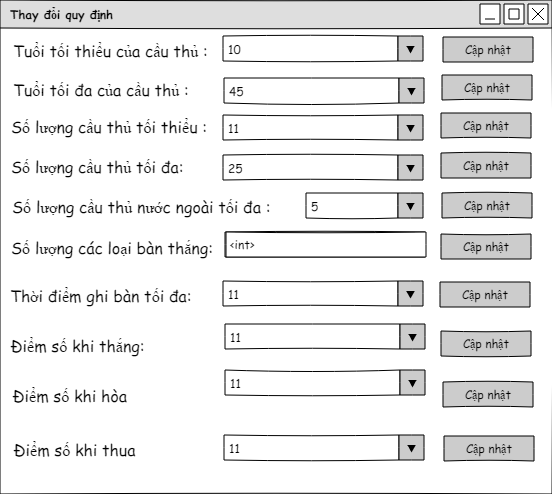 Thay đổi quy định
Tuổi tối thiểu của cầu thủ : 10 Cập nhật
Tuổi tối đa của cầu thủ : 45 Cập nhật
Số lượng cầu thủ tối thiểu : 11 Cập nhật
Số lượng cầu thủ tối đa: 25 Cập nhật
Số lượng cầu thủ nước ngoài tối đa : 5 Cập nhật
Số lượng các loại bàn thắng: <int> Cập nhật
Thời điểm ghi bàn tối đa: 11 Cập nhật
Điểm số khi thắng: 11 Cập nhật
Điểm số khi hòa 11 Cập nhật
Điểm số khi thua 11 Cập nhật